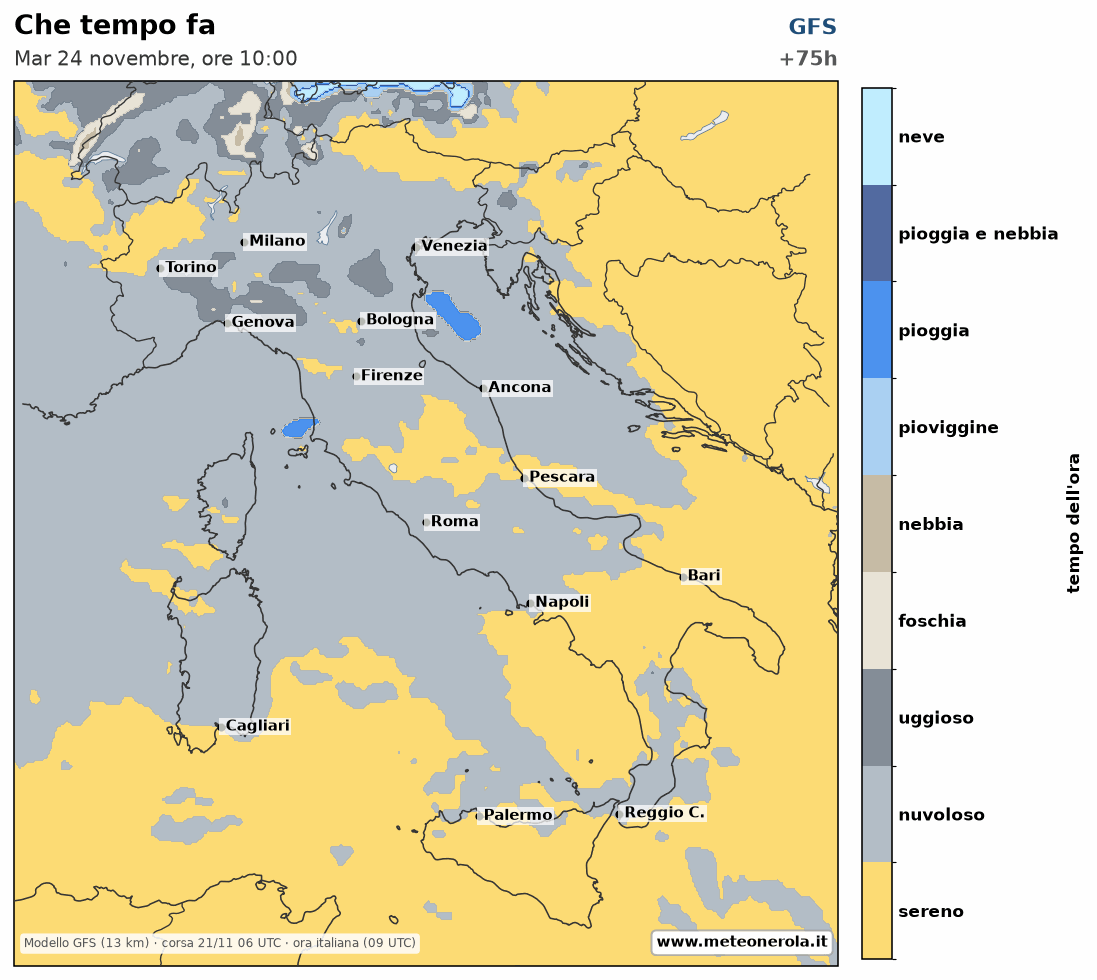 Che tempo fa
GFS
Mar 24 novembre, ore 10:00
+75h
neve
pioggia e nebbia
pioggia
pioviggine
nebbia
foschia
uggioso
nuvoloso
sereno
tempo dell'ora
Milano
Venezia
Torino
Genova
Bologna
Firenze
Ancona
Pescara
Roma
Bari
Napoli
Cagliari
Palermo
Reggio C.
Modello GFS (13 km) · corsa 21/11 06 UTC · ora italiana (09 UTC)
www.meteonerola.it